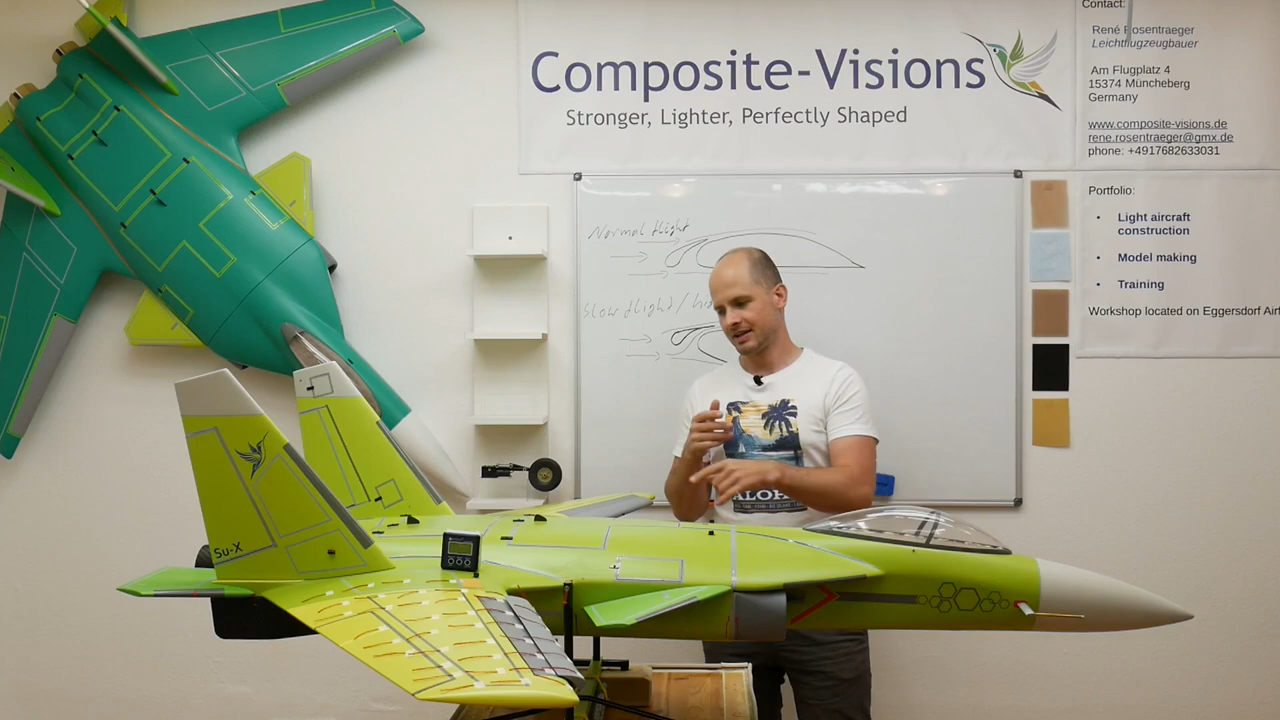 Composite-Visions
Stronger, Lighter, Perfectly Shaped
Contact:
René Rosentraeger
Leichtflugzeugbauer
Am Flugplatz 4
15374 Müncheberg
Germany
www.composite-visions.de
rene.rosentraeger@gmx.de
phone: +4917682633031
Portfolio:
• Light aircraft
construction
• Model making
• Training
Workshop located on Eggersdorf
Normal flight
Slow flight /
ALOH
Su-X